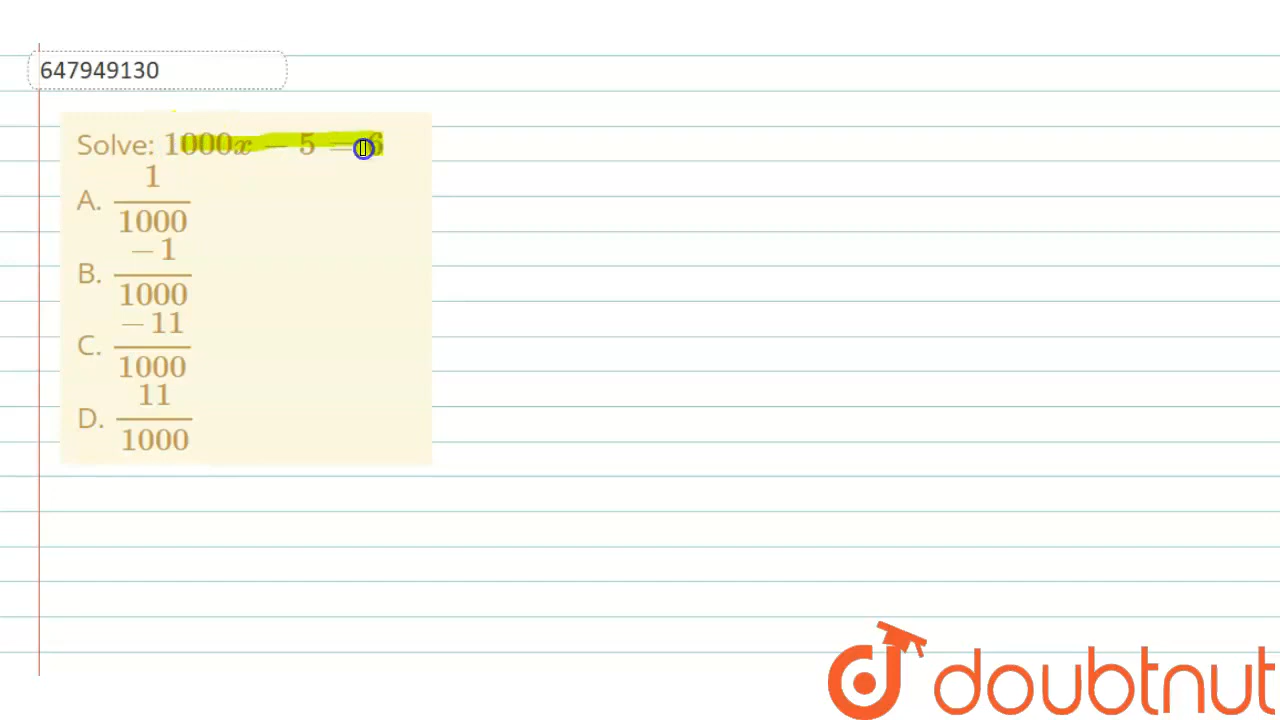 647949130
Solve: 1000x − 5 = 6
A. 1/1000
B. −1/1000
C. −11/1000
D. 11/1000
doubtnut